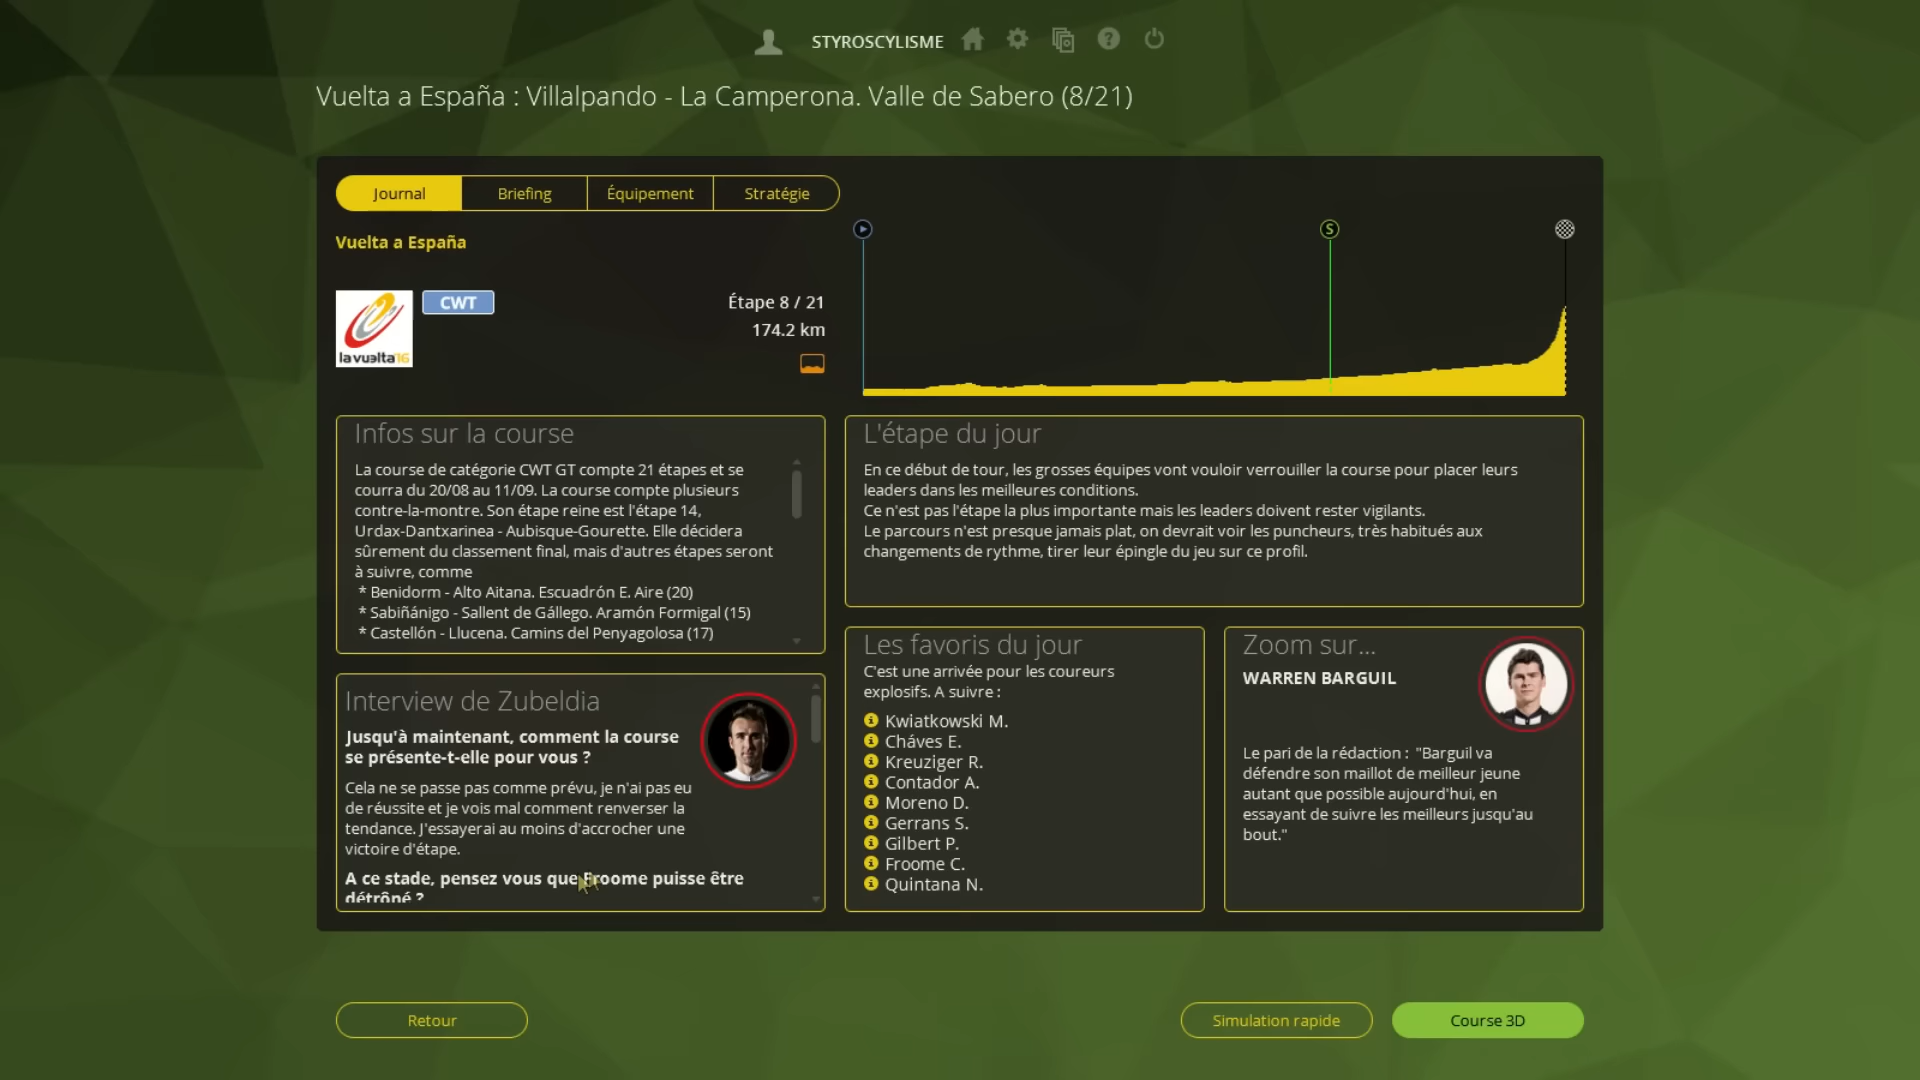 STYROSCYLISME
Vuelta a España : Villalpando - La Camperona. Valle de Sabero (8/21)
Journal
Briefing
Équipement
Stratégie
Vuelta a España
lavuelta16
CWT
Étape 8 / 21
174.2 km
S
Infos sur la course
La course de catégorie CWT GT compte 21 étapes et se
courra du 20/08 au 11/09. La course compte plusieurs
contre-la-montre. Son étape reine est l'étape 14,
Urdax-Dantxarinea - Aubisque-Gourette. Elle décidera
sûrement du classement final, mais d'autres étapes seront
à suivre, comme
* Benidorm - Alto Aitana. Escuadrón E. Aire (20)
* Sabiñánigo - Sallent de Gállego. Aramón Formigal (15)
* Castellón - Llucena. Camins del Penyagolosa (17)
L'étape du jour
En ce début de tour, les grosses équipes vont vouloir verrouiller la course pour placer leurs
leaders dans les meilleures conditions.
Ce n'est pas l'étape la plus importante mais les leaders doivent rester vigilants.
Le parcours n'est presque jamais plat, on devrait voir les puncheurs, très habitués aux
changements de rythme, tirer leur épingle du jeu sur ce profil.
Interview de Zubeldia
Jusqu'à maintenant, comment la course
se présente-t-elle pour vous ?
Cela ne se passe pas comme prévu, je n'ai pas eu
de réussite et je vois mal comment renverser la
tendance. J'essayerai au moins d'accrocher une
victoire d'étape.
A ce stade, pensez vous que Froome puisse être
détrôné ?
Les favoris du jour
C'est une arrivée pour les coureurs
explosifs. A suivre :
Kwiatkowski M.
Cháves E.
Kreuziger R.
Contador A.
Moreno D.
Gerrans S.
Gilbert P.
Froome C.
Quintana N.
Zoom sur...
WARREN BARGUIL
Le pari de la rédaction : "Barguil va
défendre son maillot de meilleur jeune
autant que possible aujourd'hui, en
essayant de suivre les meilleurs jusqu'au
bout."
Retour
Simulation rapide
Course 3D